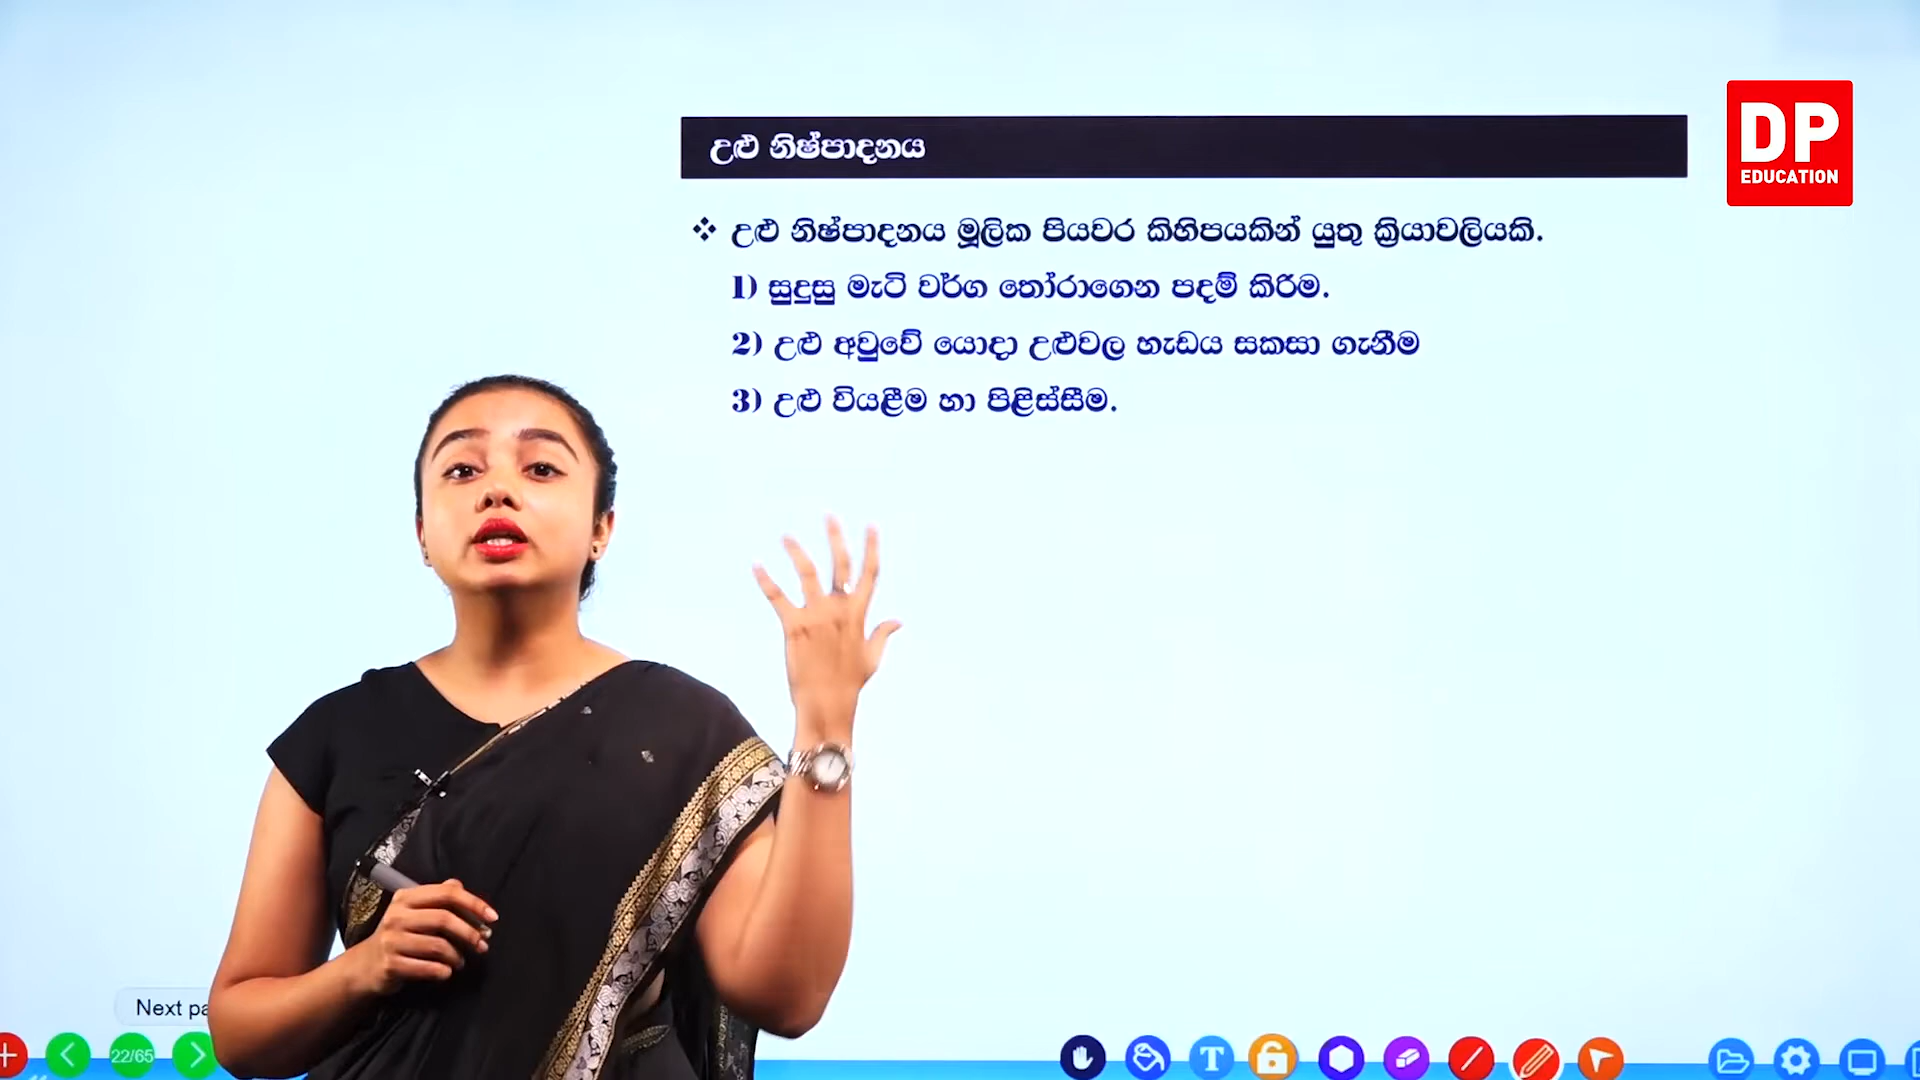 DP
EDUCATION
උළු නිෂ්පාදනය
❖ උළු නිෂ්පාදනය මූලික පියවර කිහිපයකින් යුතු ක්‍රියාවලියකි.
1) සුදුසු මැටි වර්ග තෝරාගෙන පදම් කිරීම.
2) උළු අච්චුවේ යොදා උළුවල හැඩය සකසා ගැනීම
3) උළු වියළීම හා පිළිස්සීම.
Next pa
22/65
T